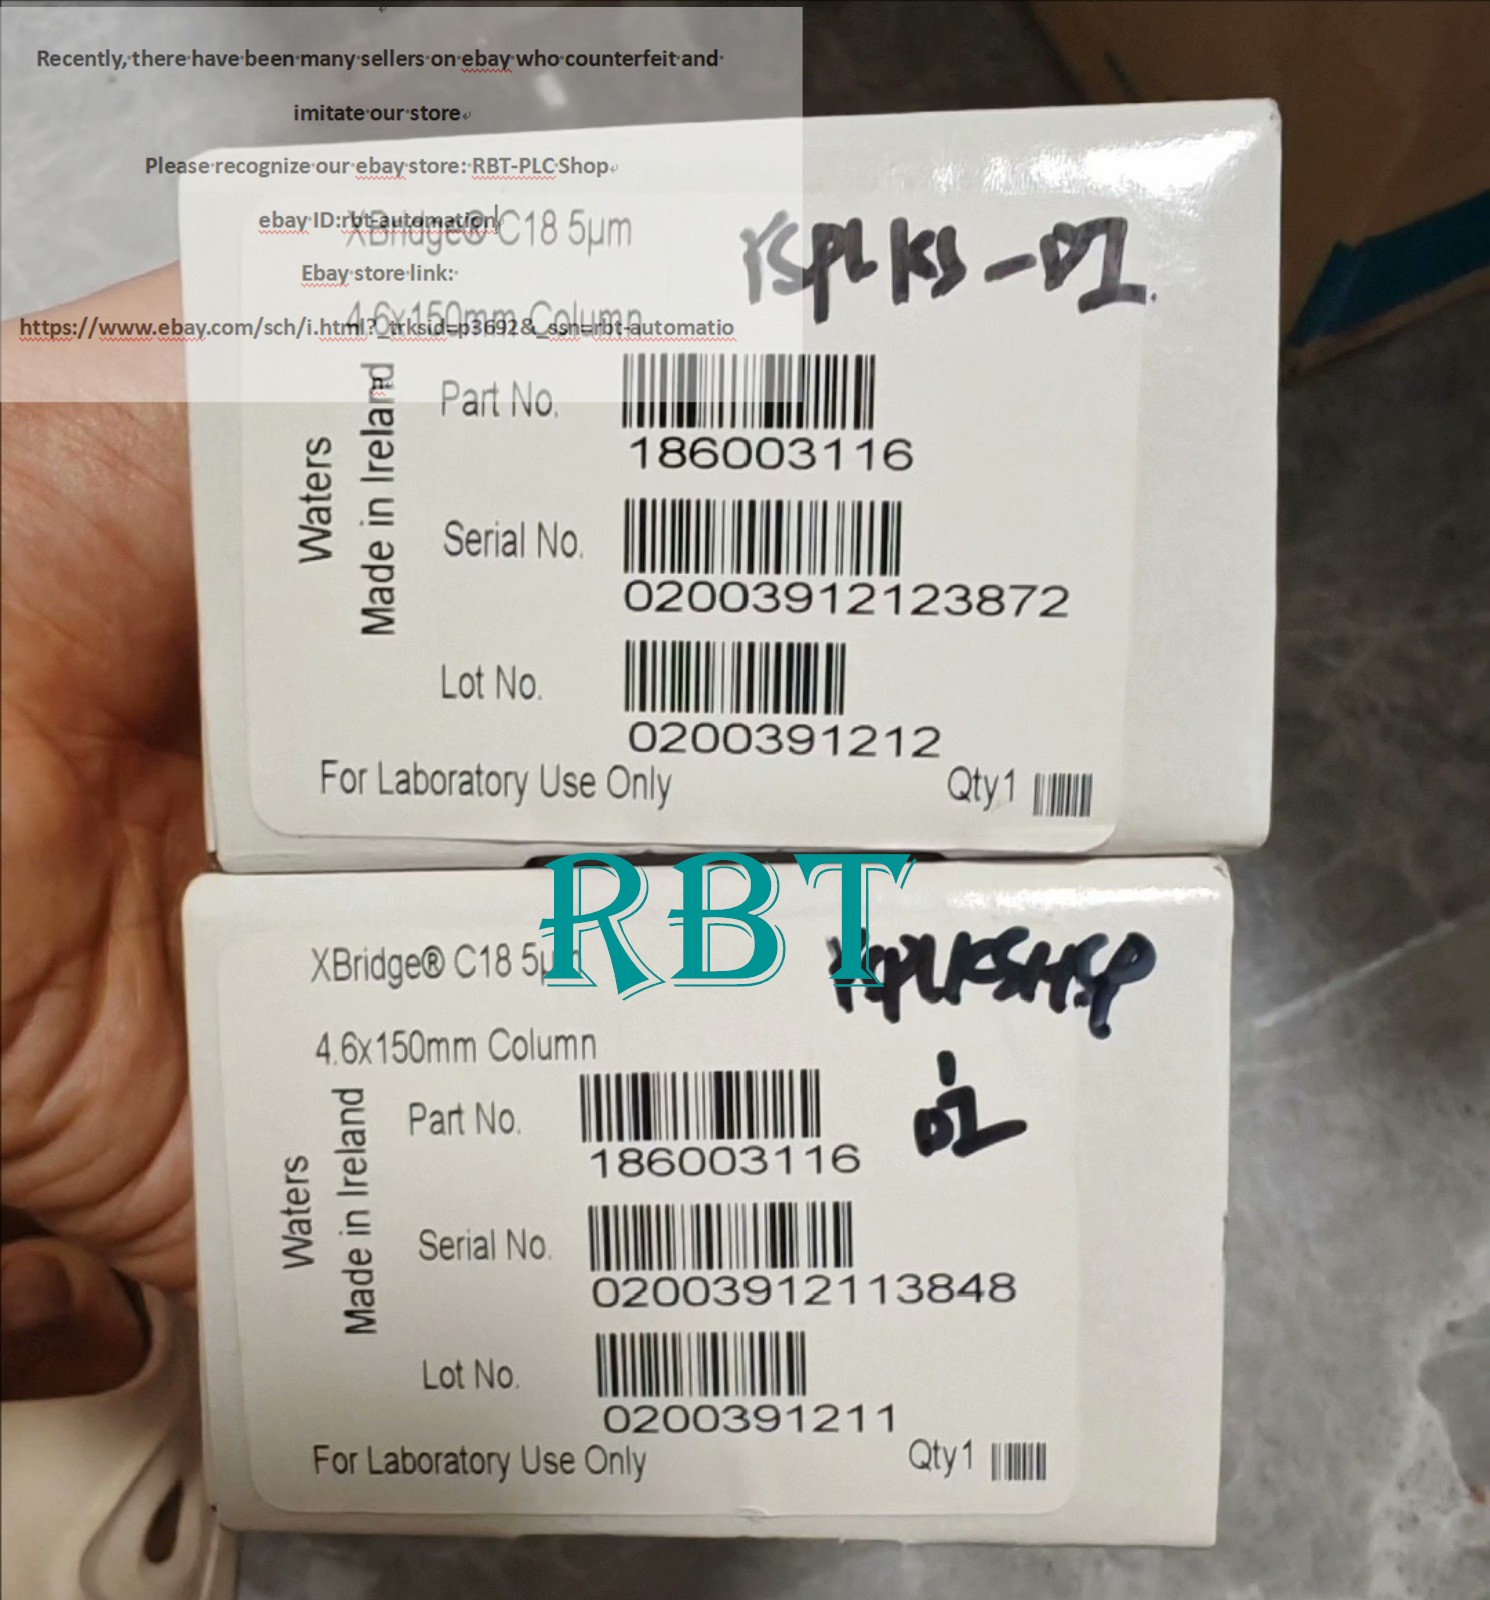 Recently, there have been many sellers on ebay who counterfeit and
imitate our store
Please recognize our ebay store: RBT-PLC Shop
ebay ID:rbt-automation
Ebay store link:
https://www.ebay.com/sch/i.html?_trksid=p3692&_ssn=rbt-automatio
n
XBridge® C18 5µm
4.6x150mm Column
Waters
Made in Ireland
Part No.
186003116
Serial No.
02003912123872
Lot No.
0200391212
For Laboratory Use Only
Qty1
RBT
XBridge® C18 5µm
4.6x150mm Column
Waters
Made in Ireland
Part No.
186003116
Serial No.
02003912113848
Lot No.
0200391211
For Laboratory Use Only
Qty1